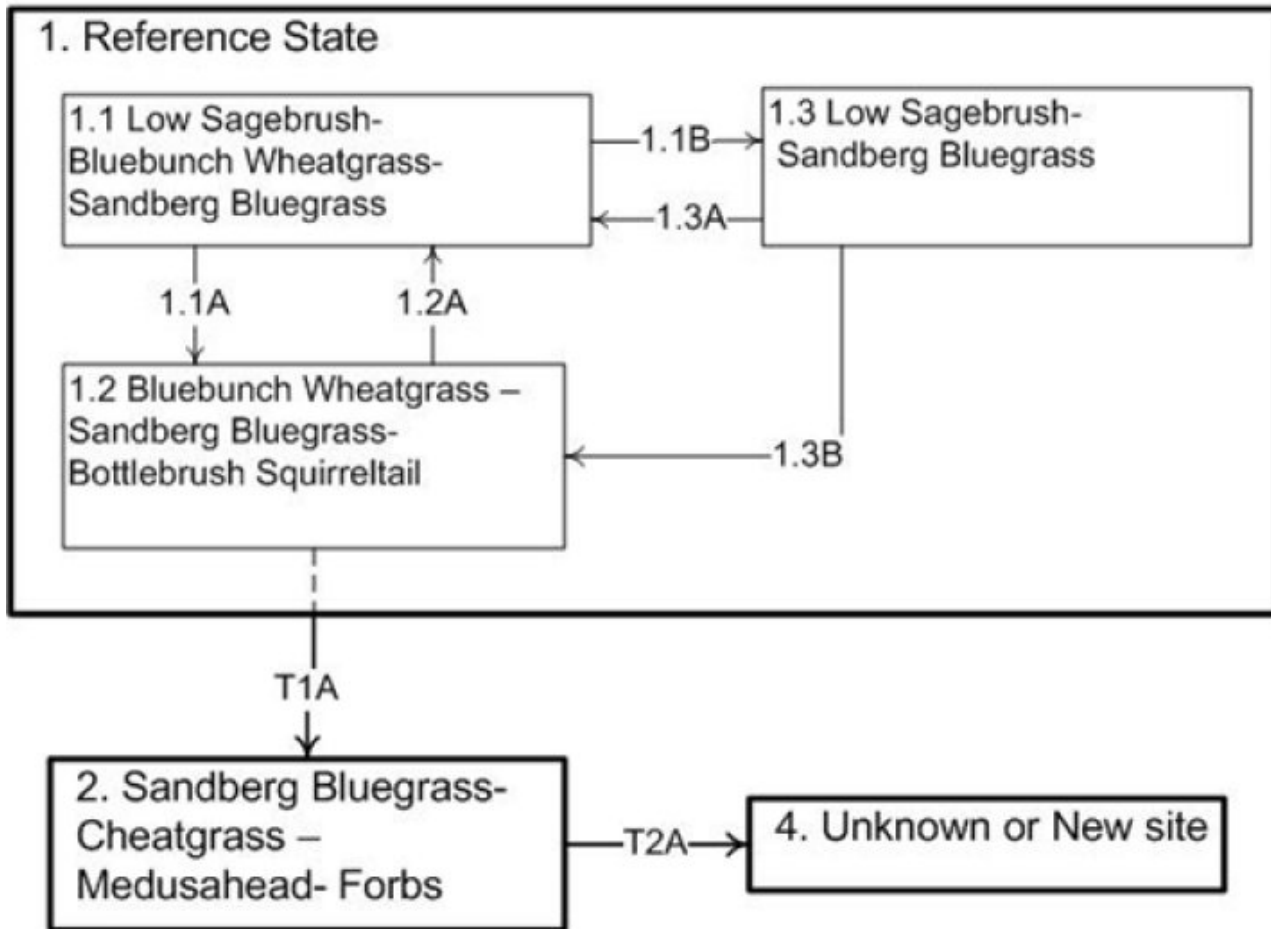 1. Reference State
1.1 Low Sagebrush-
Bluebunch Wheatgrass-
Sandberg Bluegrass
1.1B
1.3 Low Sagebrush-
Sandberg Bluegrass
1.3A
1.1A
1.2A
1.2 Bluebunch Wheatgrass –
Sandberg Bluegrass-
Bottlebrush Squirreltail
1.3B
T1A
2. Sandberg Bluegrass-
Cheatgrass –
Medusahead- Forbs
T2A
4. Unknown or New site